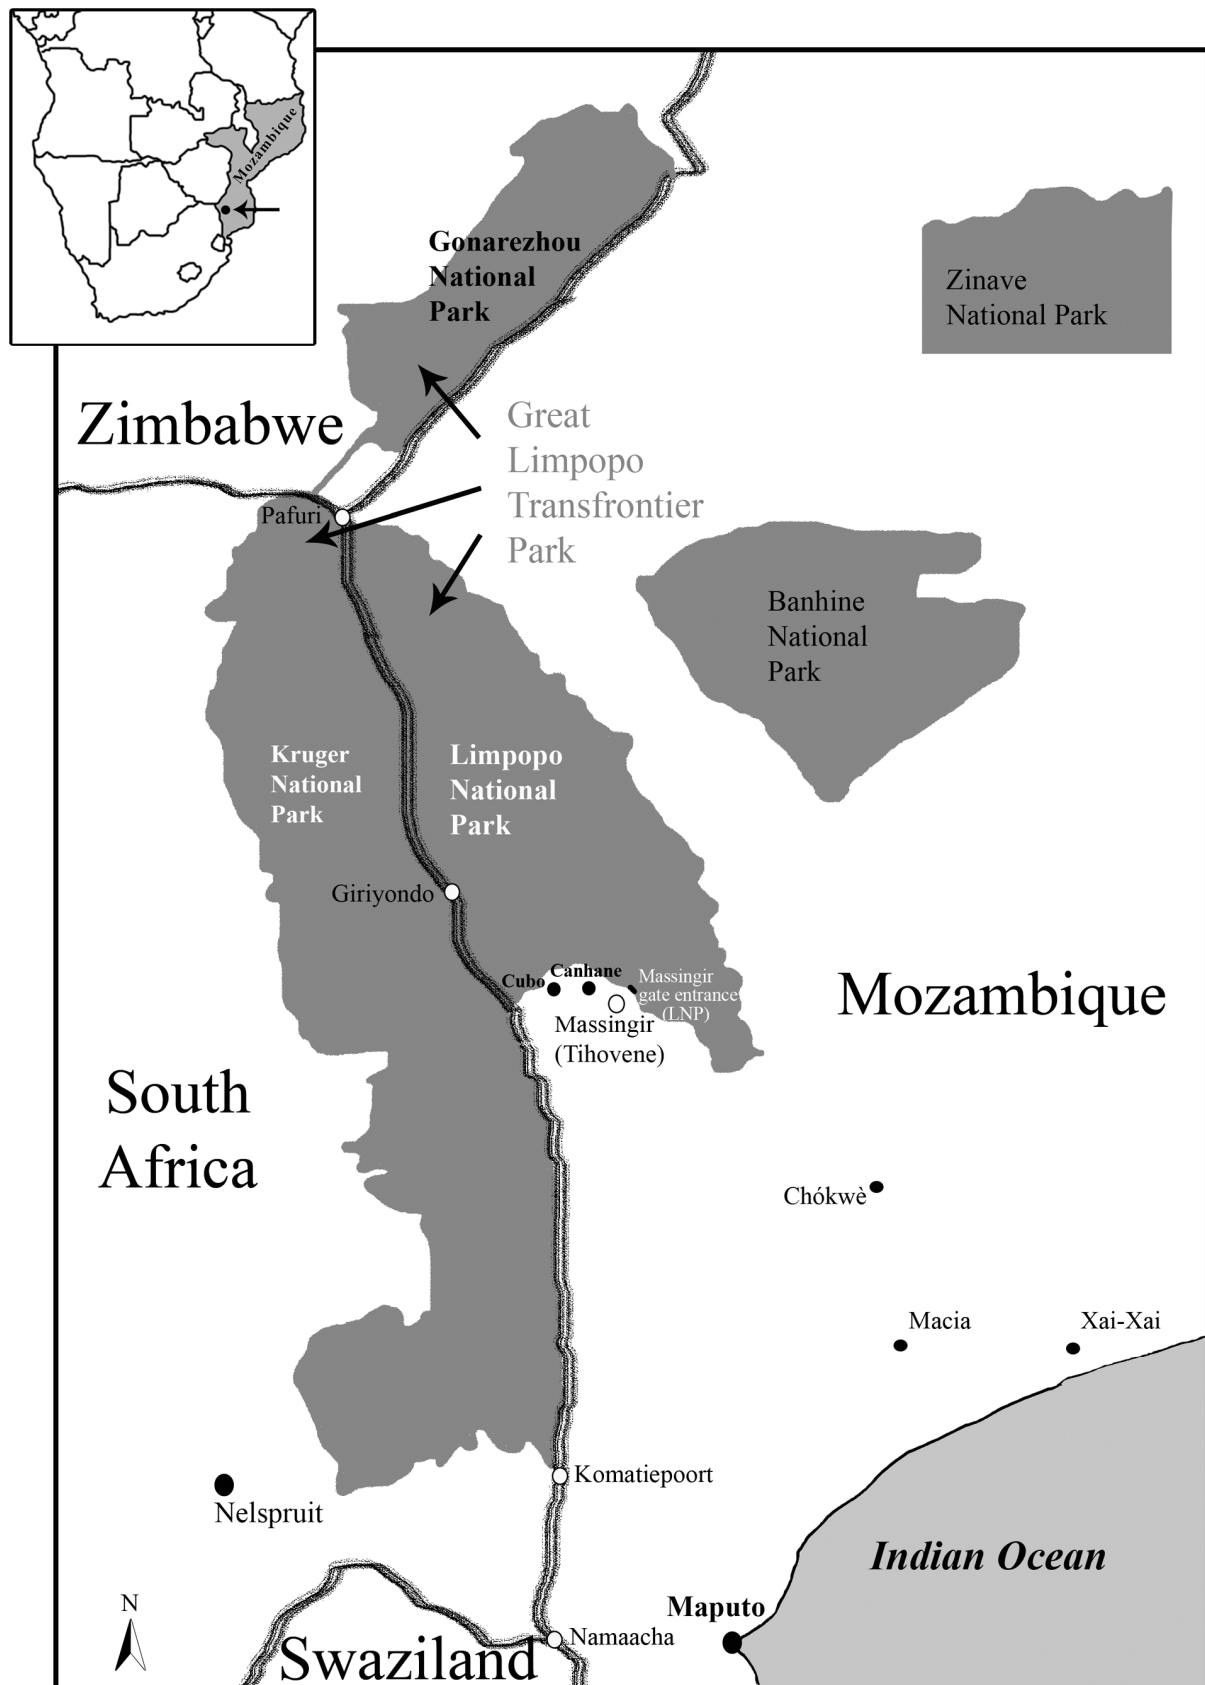 Mozambique
Gonarezhou
National
Park
Zinave
National Park
Zimbabwe
Great
Limpopo
Transfrontier
Park
Pafuri
Banhine
National
Park
Kruger
National
Park
Limpopo
National
Park
Giriyondo
Cubo
Canhane
Massingir
gate entrance
(LNP)
Massingir
(Tihovene)
Mozambique
South
Africa
Chókwè
Macia
Xai-Xai
Komatiepoort
Nelspruit
Indian Ocean
N
Maputo
Namaacha
Swaziland